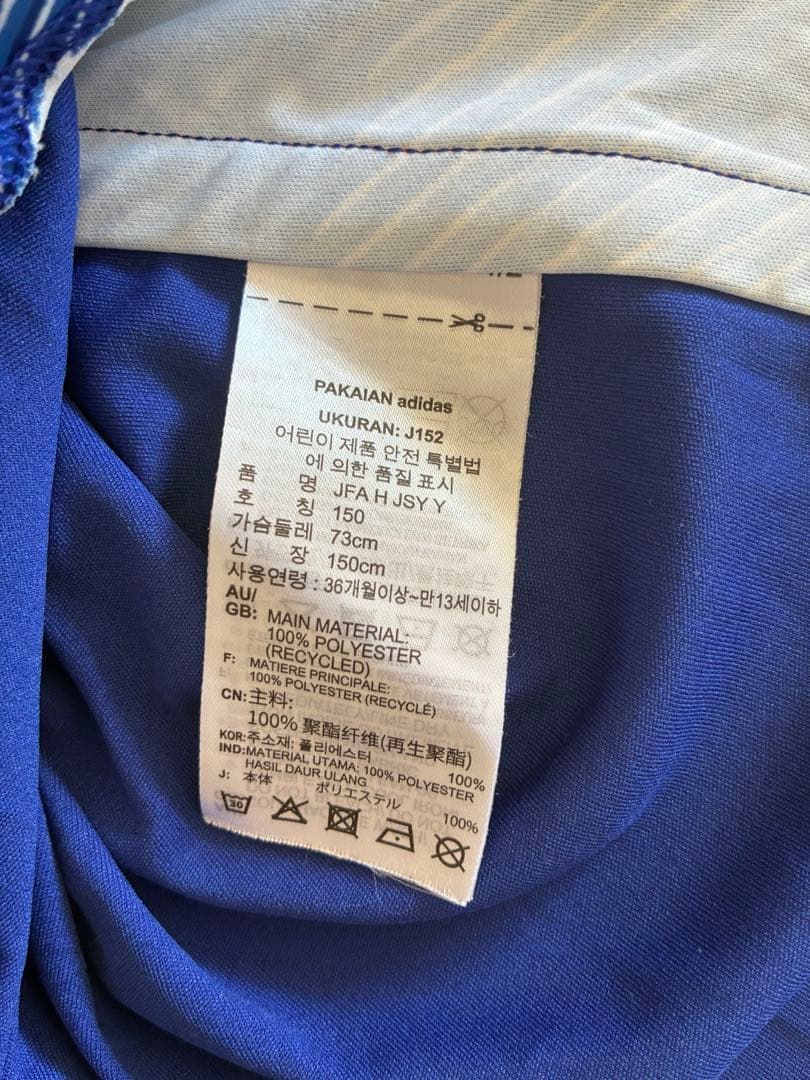 PAKAIAN adidas
UKURAN: J152
어린이 제품 안전 특별법
에 의한 품질 표시
품 명 JFA H JSY Y
호 칭 150
가슴둘레 73cm
신 장 150cm
사용연령 : 36개월이상~만13세이하
AU/
GB: MAIN MATERIAL:
100% POLYESTER
(RECYCLED)
F: MATIERE PRINCIPALE:
100% POLYESTER (RECYCLÉ)
CN: 主料:
100% 聚酯纤维(再生聚酯)
KOR: 주소재: 폴리에스터 100%
IND: MATERIAL UTAMA: 100% POLYESTER
HASIL DAUR ULANG
J: 本体 ポリエステル 100%
30